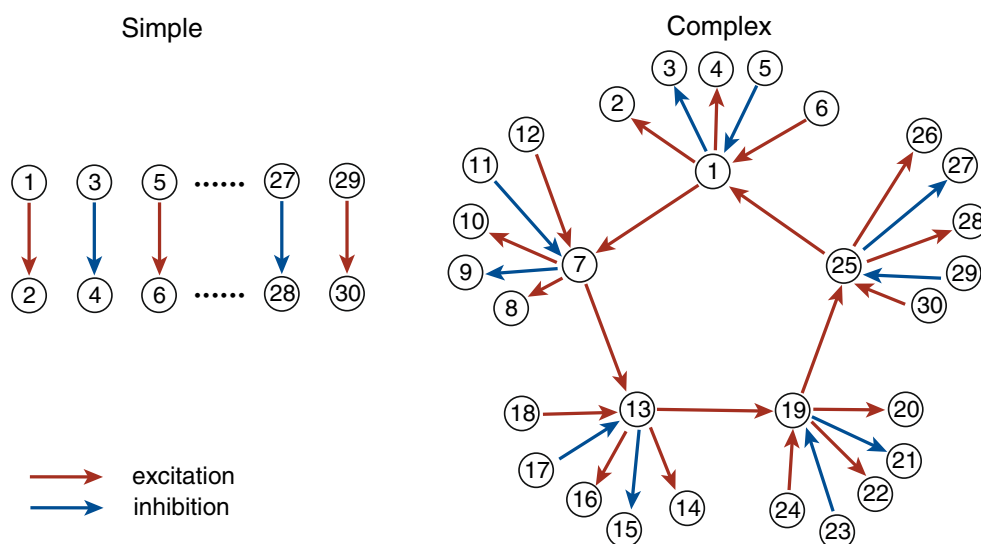 Simple
1 3 5 ...... 27 29
2 4 6 ...... 28 30
excitation
inhibition
Complex
3 4 5
2 6
12 26
11 27
1
10 28
9 7 25 29
8 30
18 13 19 20
17 21
16 14 24 22
15 23